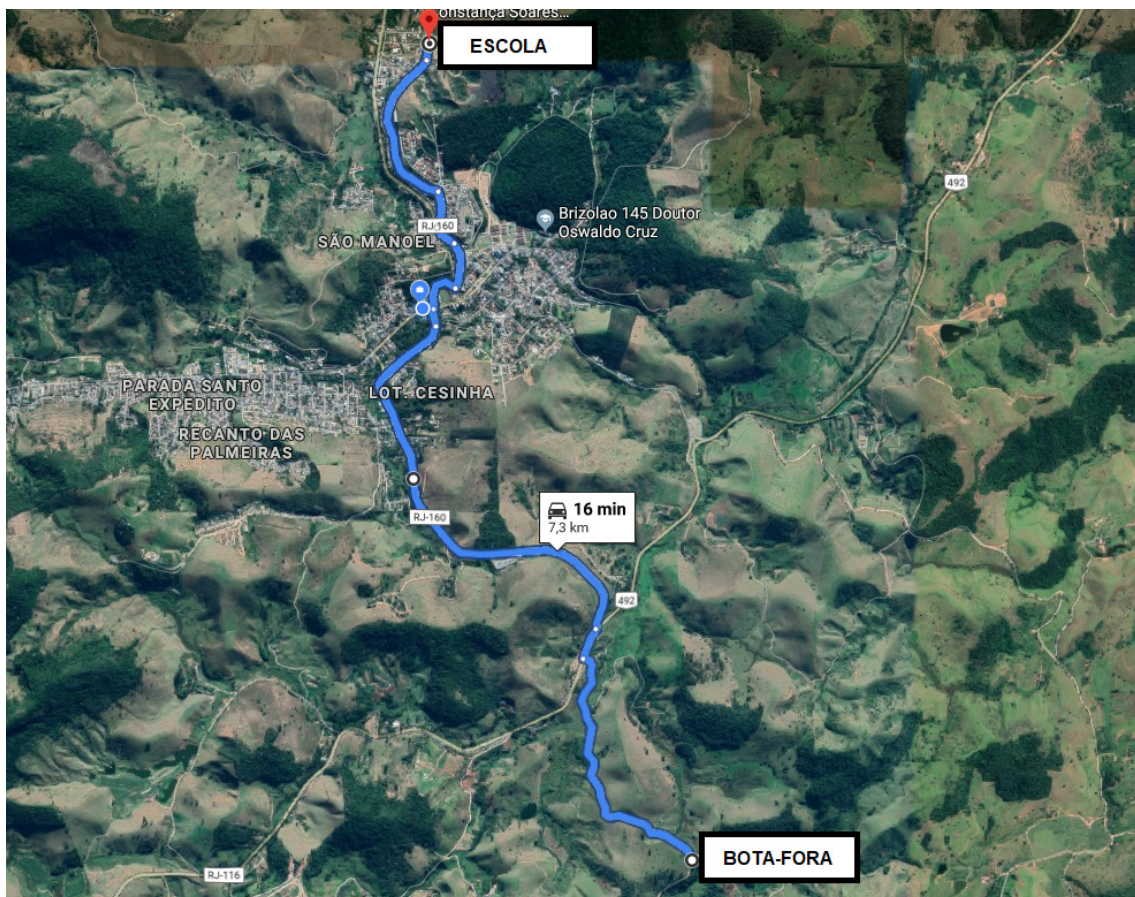 onstança Soares...
ESCOLA
492
Brizolao 145 Doutor
Oswaldo Cruz
RJ-160
SÃO MANOEL
PARADA SANTO
EXPEDITO
LOT. CESINHA
RECANTO DAS
PALMEIRAS
RJ-160
16 min
7,3 km
492
BOTA-FORA
RJ-116